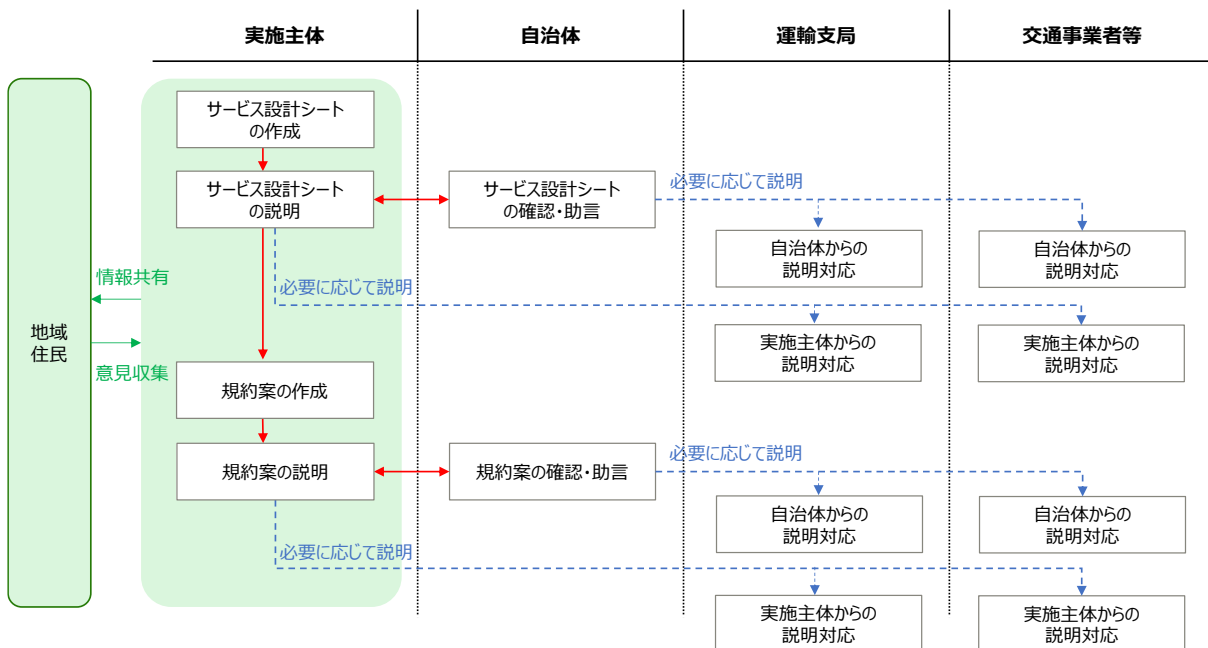 実施主体
自治体
運輸支局
交通事業者等
サービス設計シート
の作成
サービス設計シート
の説明
サービス設計シート
の確認・助言
必要に応じて説明
自治体からの
説明対応
自治体からの
説明対応
情報共有
必要に応じて説明
地域
住民
実施主体からの
説明対応
実施主体からの
説明対応
意見収集
規約案の作成
規約案の説明
規約案の確認・助言
必要に応じて説明
自治体からの
説明対応
自治体からの
説明対応
必要に応じて説明
実施主体からの
説明対応
実施主体からの
説明対応